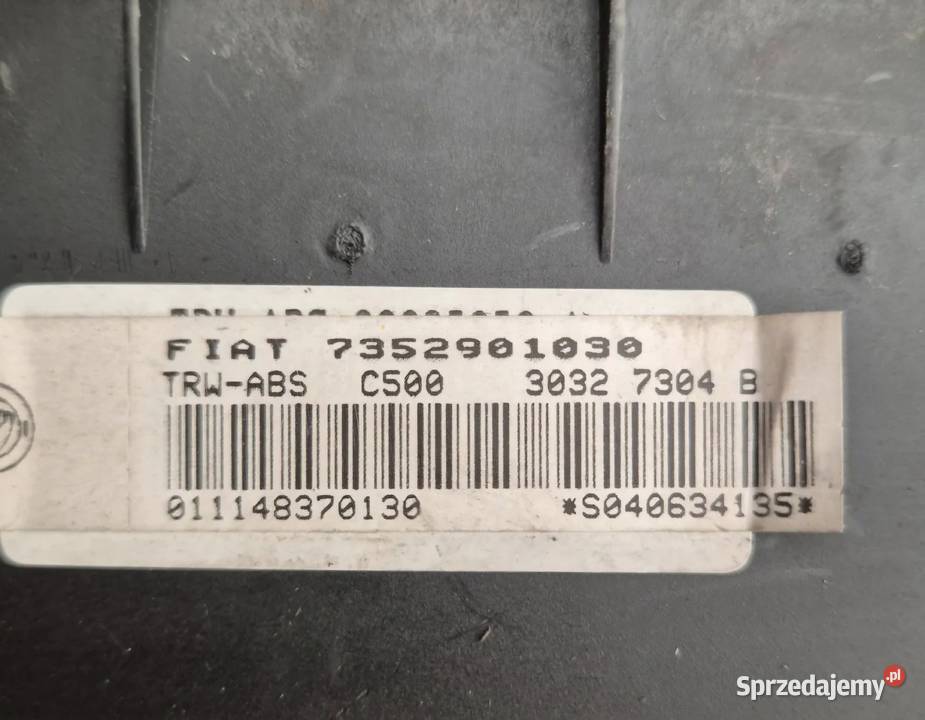 FIAT 7352901030
TRW-ABS C500 3032 7304 B
011148370130 *S040634135*
Sprzedajemy.pl